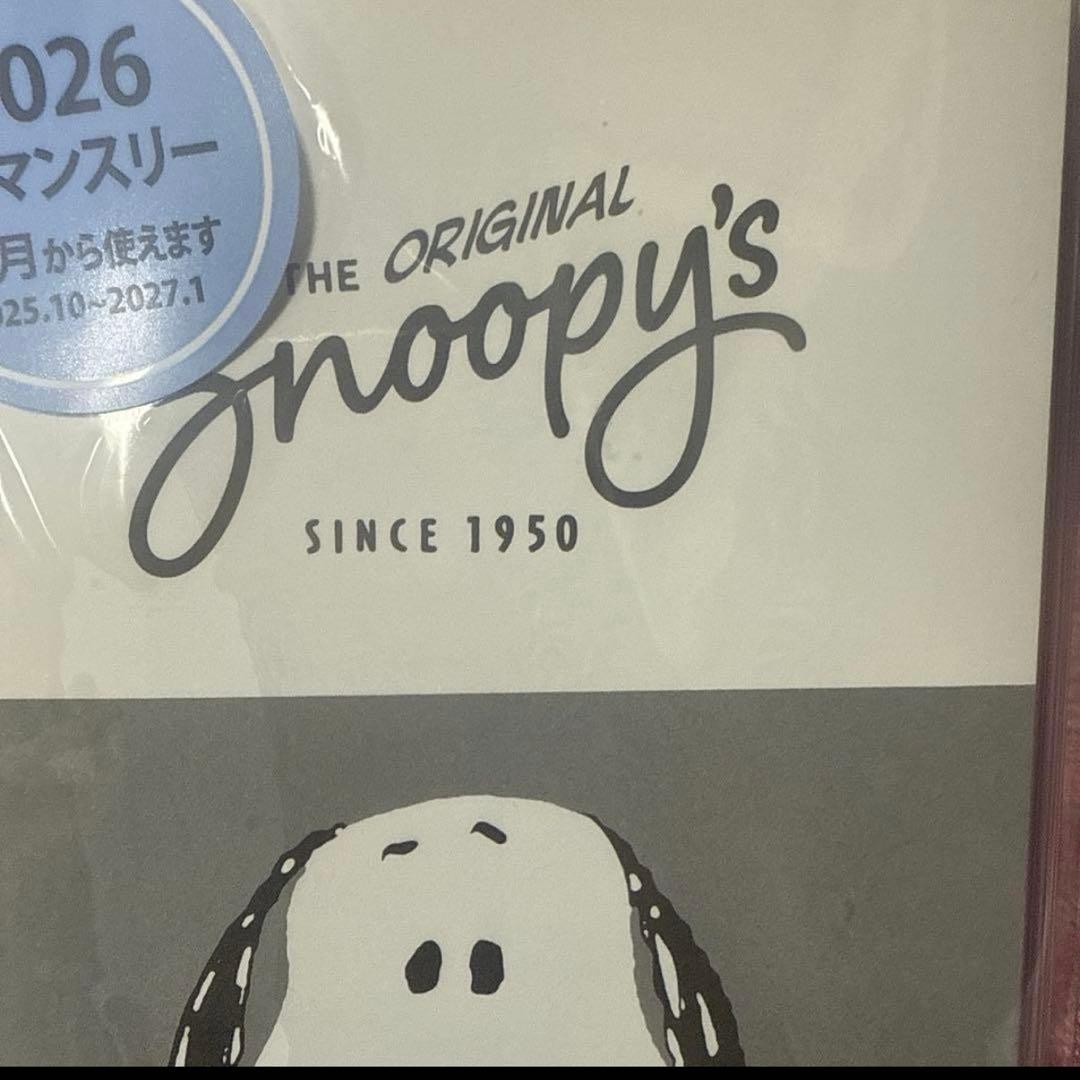 026
マンスリー
月から使えます
025.10~2027.1
THE ORIGINAL
Snoopy's
SINCE 1950